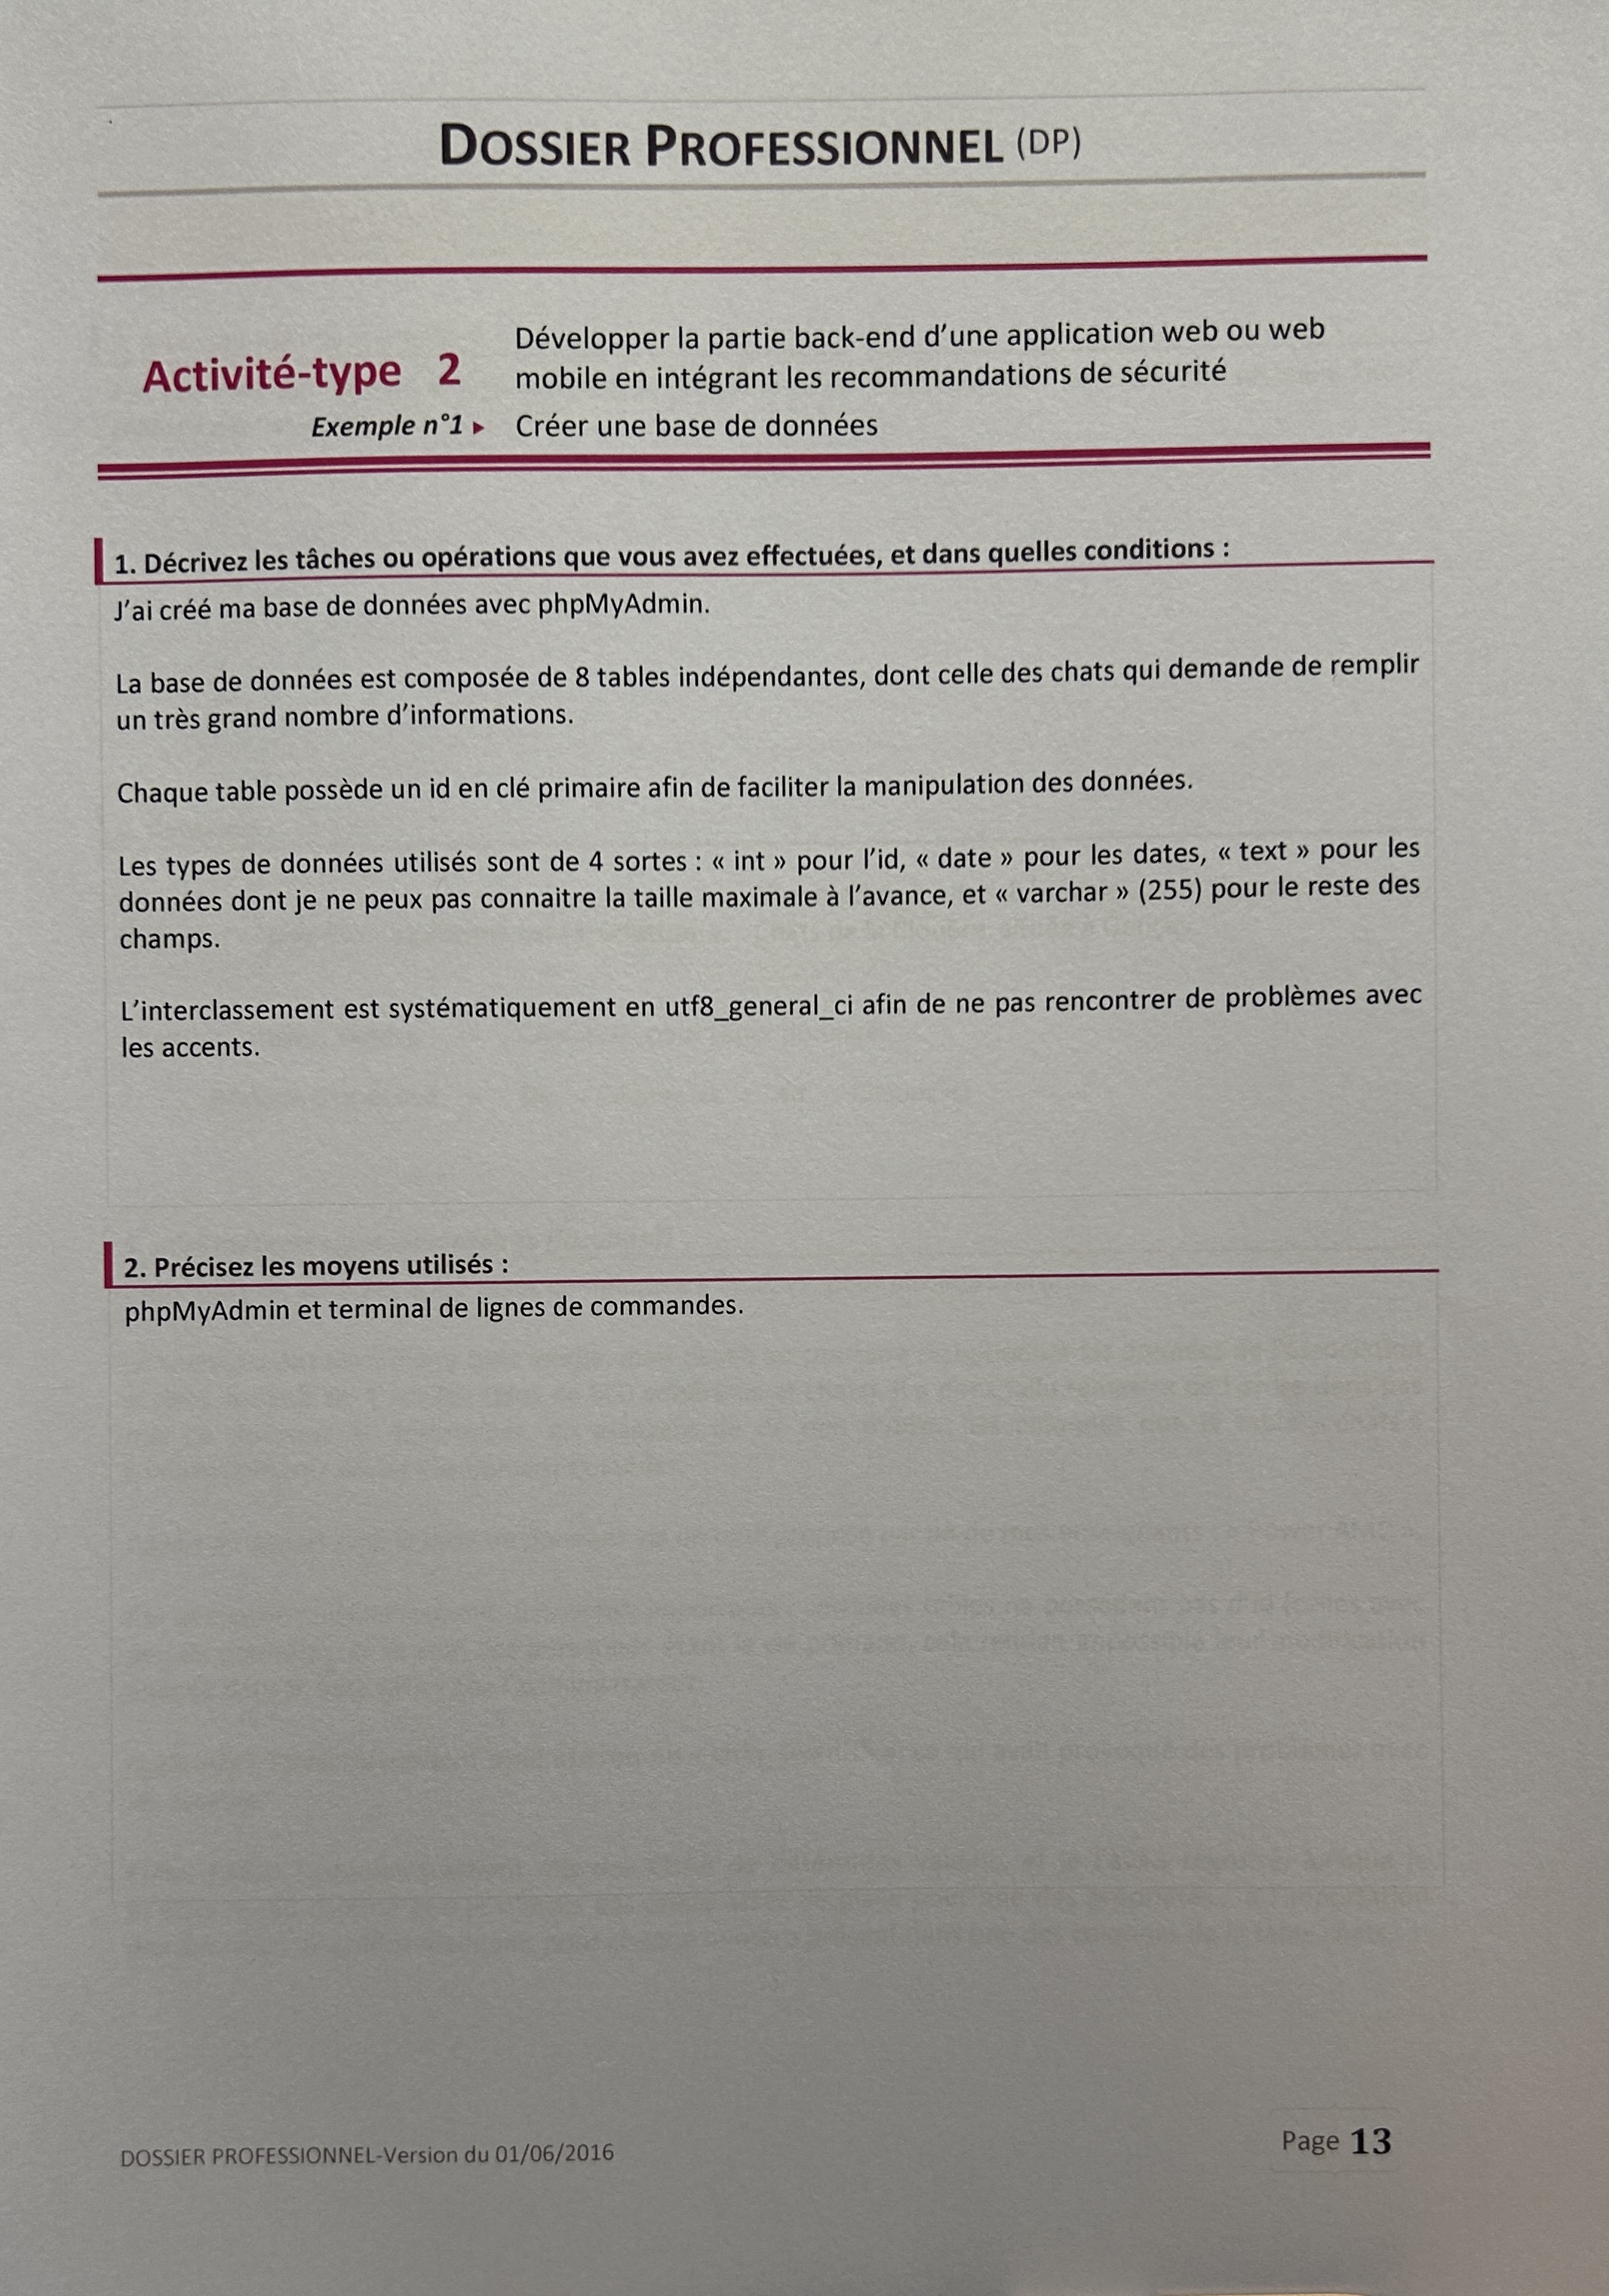 DOSSIER PROFESSIONNEL (DP)
Activité-type 2
Développer la partie back-end d’une application web ou web
mobile en intégrant les recommandations de sécurité
Exemple n°1 ▸ Créer une base de données
1. Décrivez les tâches ou opérations que vous avez effectuées, et dans quelles conditions :
J’ai créé ma base de données avec phpMyAdmin.
La base de données est composée de 8 tables indépendantes, dont celle des chats qui demande de remplir
un très grand nombre d’informations.
Chaque table possède un id en clé primaire afin de faciliter la manipulation des données.
Les types de données utilisés sont de 4 sortes : « int » pour l’id, « date » pour les dates, « text » pour les
données dont je ne peux pas connaitre la taille maximale à l’avance, et « varchar » (255) pour le reste des
champs.
L’interclassement est systématiquement en utf8_general_ci afin de ne pas rencontrer de problèmes avec
les accents.
2. Précisez les moyens utilisés :
phpMyAdmin et terminal de lignes de commandes.
DOSSIER PROFESSIONNEL-Version du 01/06/2016
Page 13